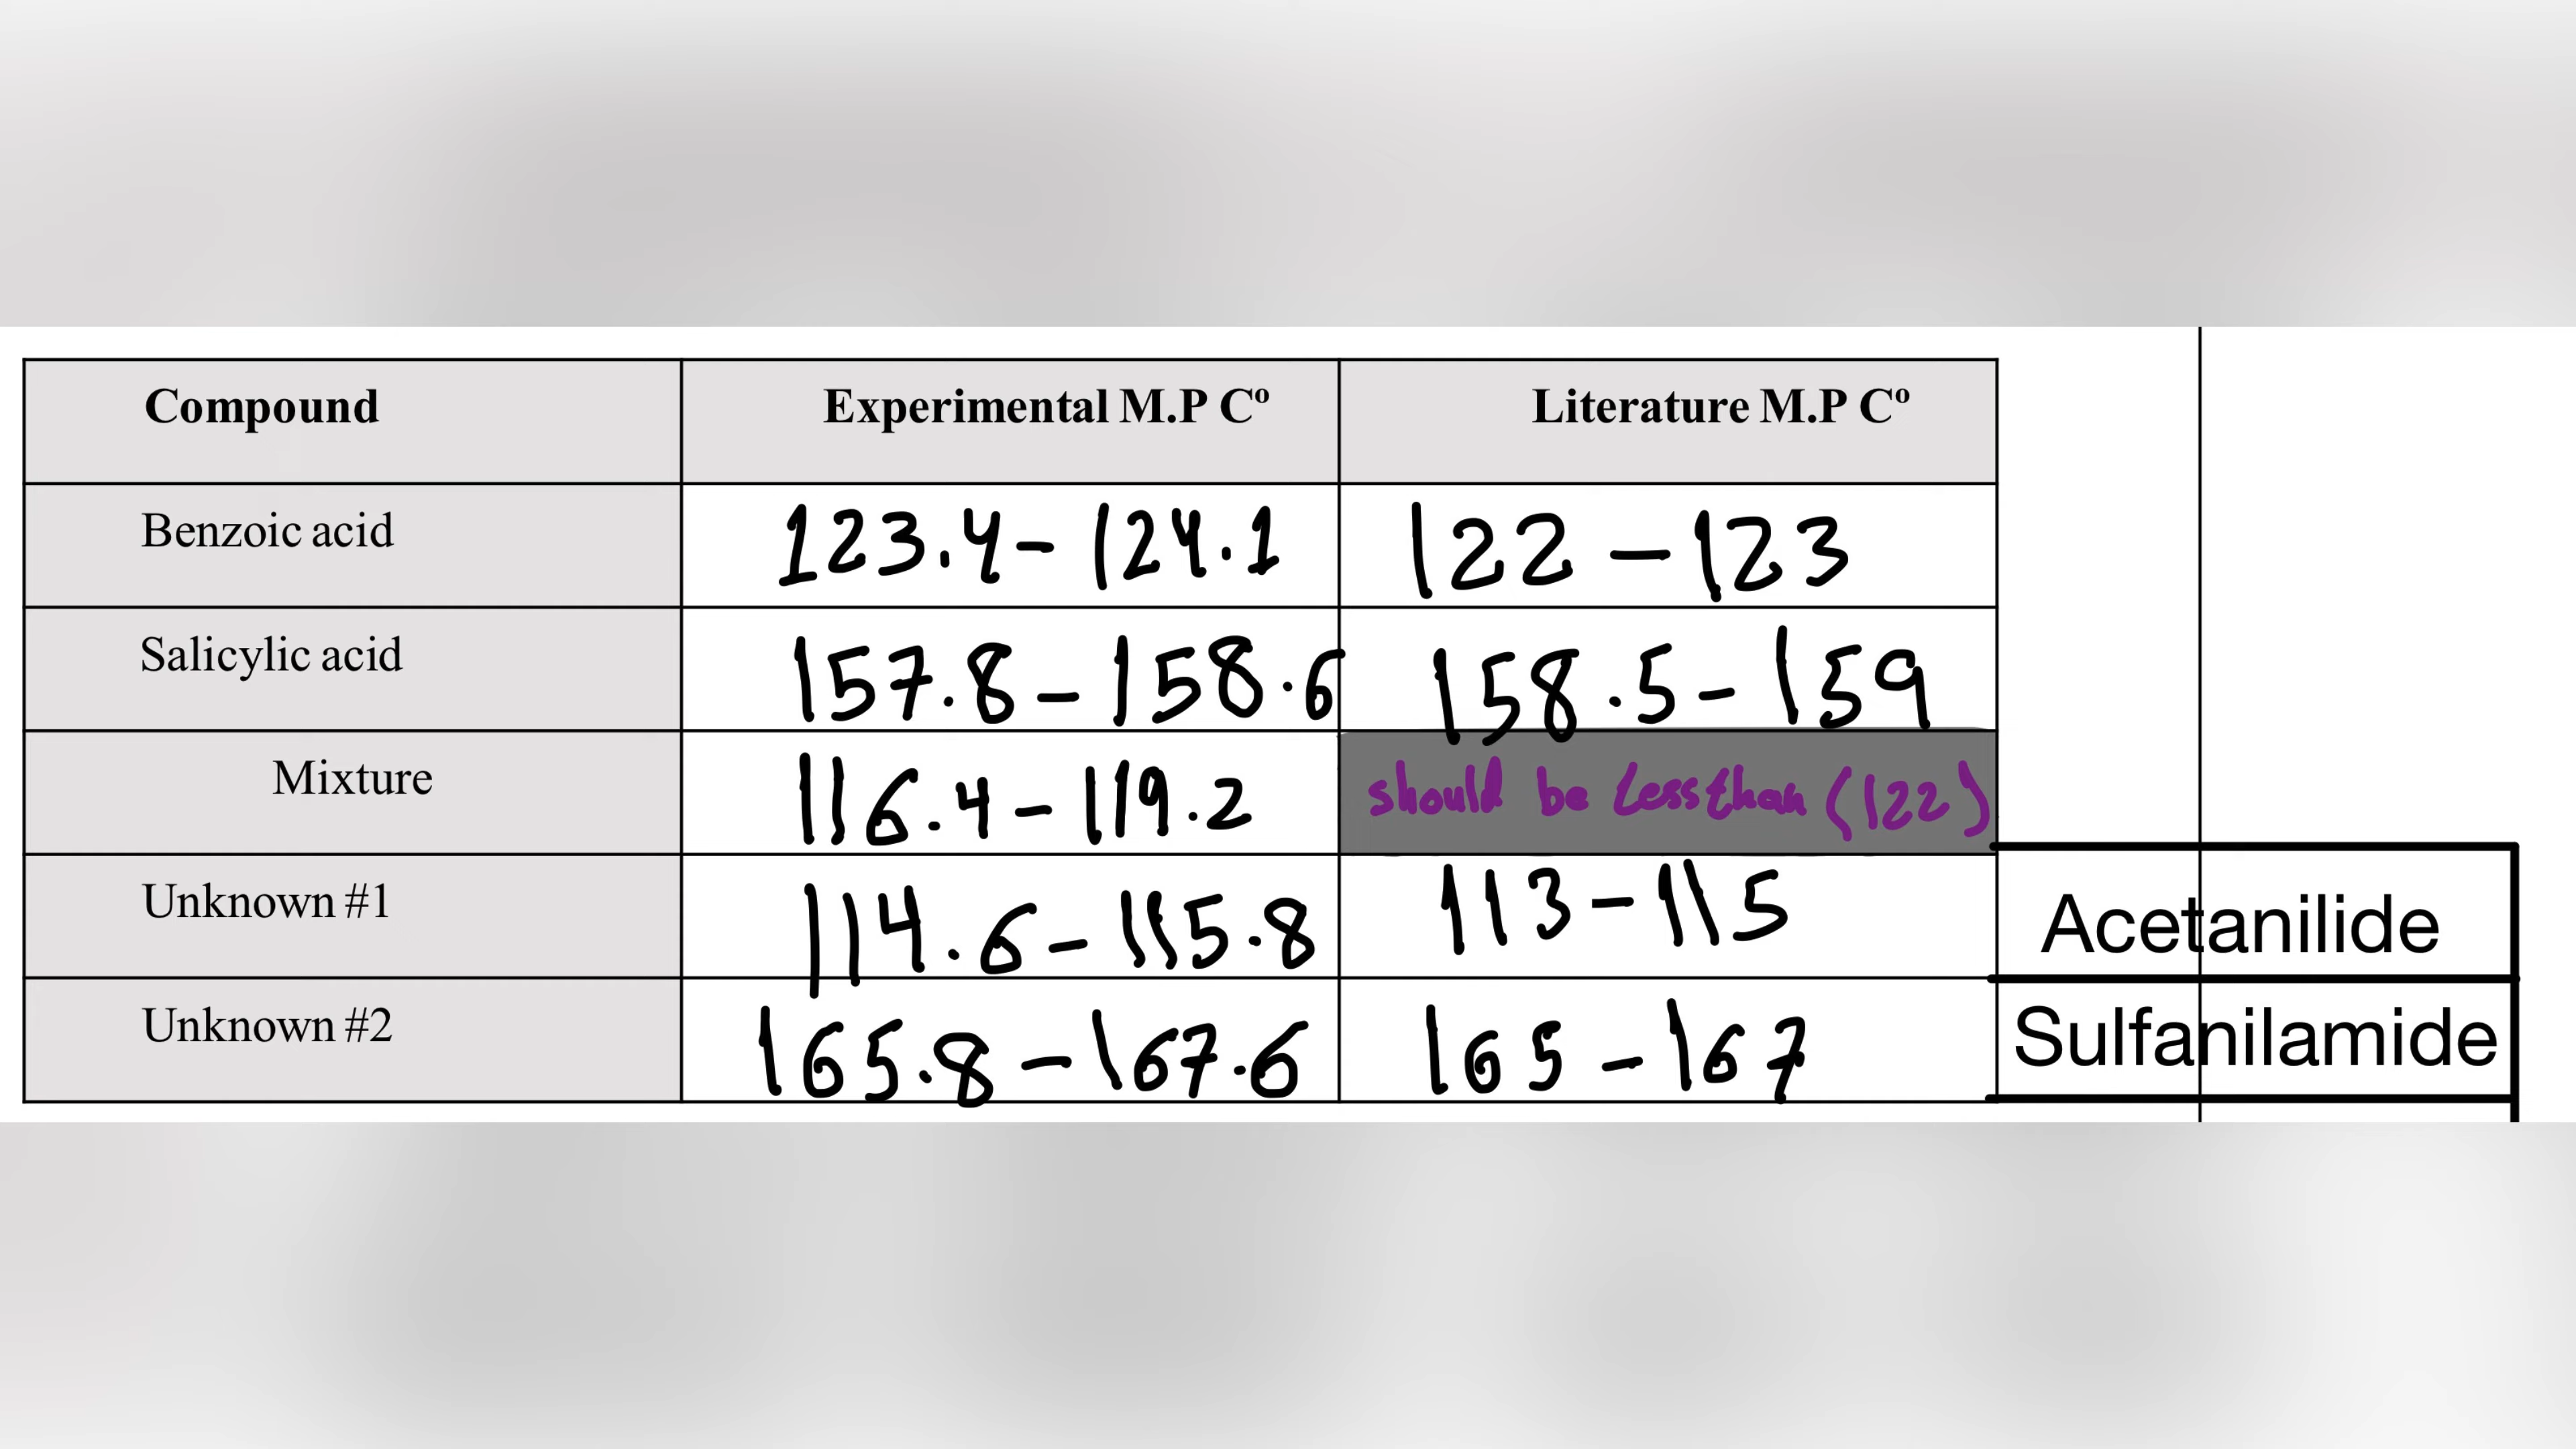 Compound Experimental M.P Cº Literature M.P Cº
Benzoic acid 123.4 - 124.1 122 - 123
Salicylic acid 157.8 - 158.6 158.5 - 159
Mixture 116.4 - 119.2 should be Less than (122)
Unknown #1 114.6 - 115.8 113 - 115 Acetanilide
Unknown #2 165.8 - 167.6 165 - 167 Sulfanilamide